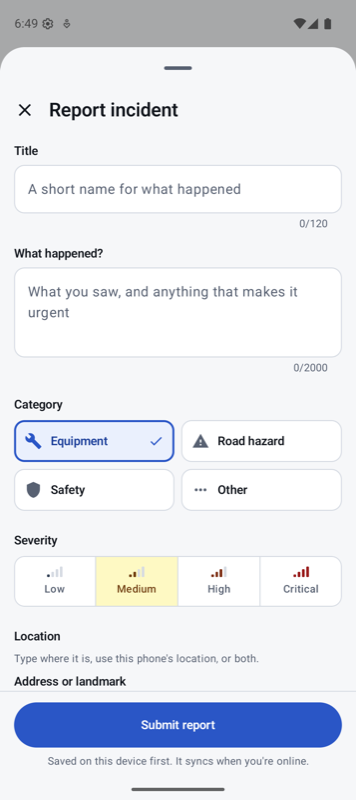 6:49
Report incident
Title
A short name for what happened
0/120
What happened?
What you saw, and anything that makes it
urgent
0/2000
Category
Equipment
Road hazard
Safety
Other
Severity
Low
Medium
High
Critical
Location
Type where it is, use this phone's location, or both.
Address or landmark
Submit report
Saved on this device first. It syncs when you're online.